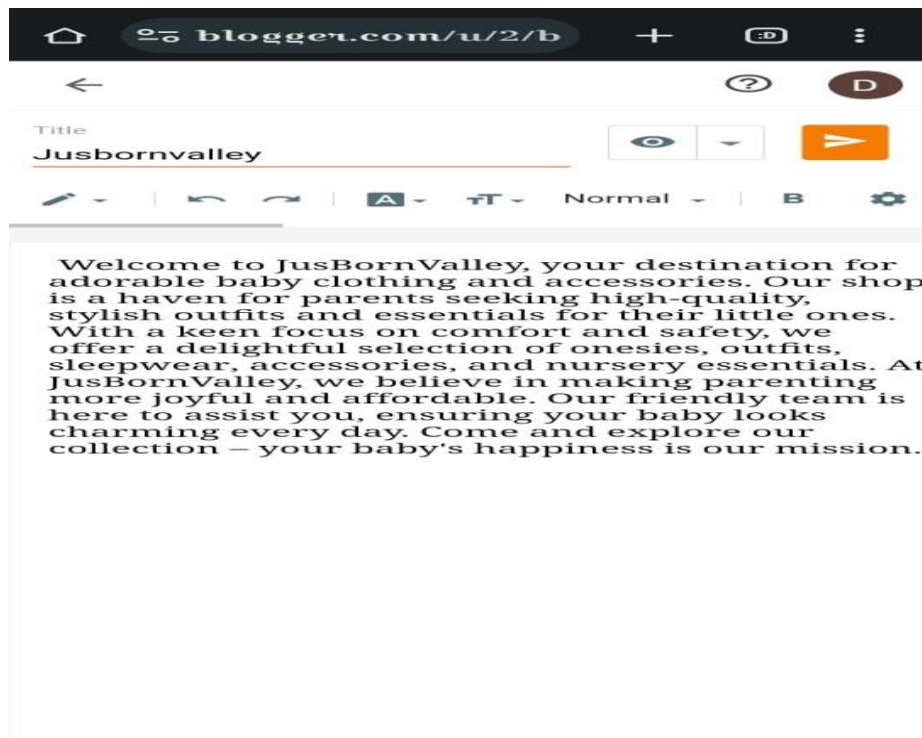 blogger.com/u/2/b
:D
D
Title
Jusbornvalley
A
TT
Normal
B
Welcome to JusBornValley, your destination for
adorable baby clothing and accessories. Our shop
is a haven for parents seeking high-quality,
stylish outfits and essentials for their little ones.
With a keen focus on comfort and safety, we
offer a delightful selection of onesies, outfits,
sleepwear, accessories, and nursery essentials. At
JusBornValley, we believe in making parenting
more joyful and affordable. Our friendly team is
here to assist you, ensuring your baby looks
charming every day. Come and explore our
collection – your baby's happiness is our mission.